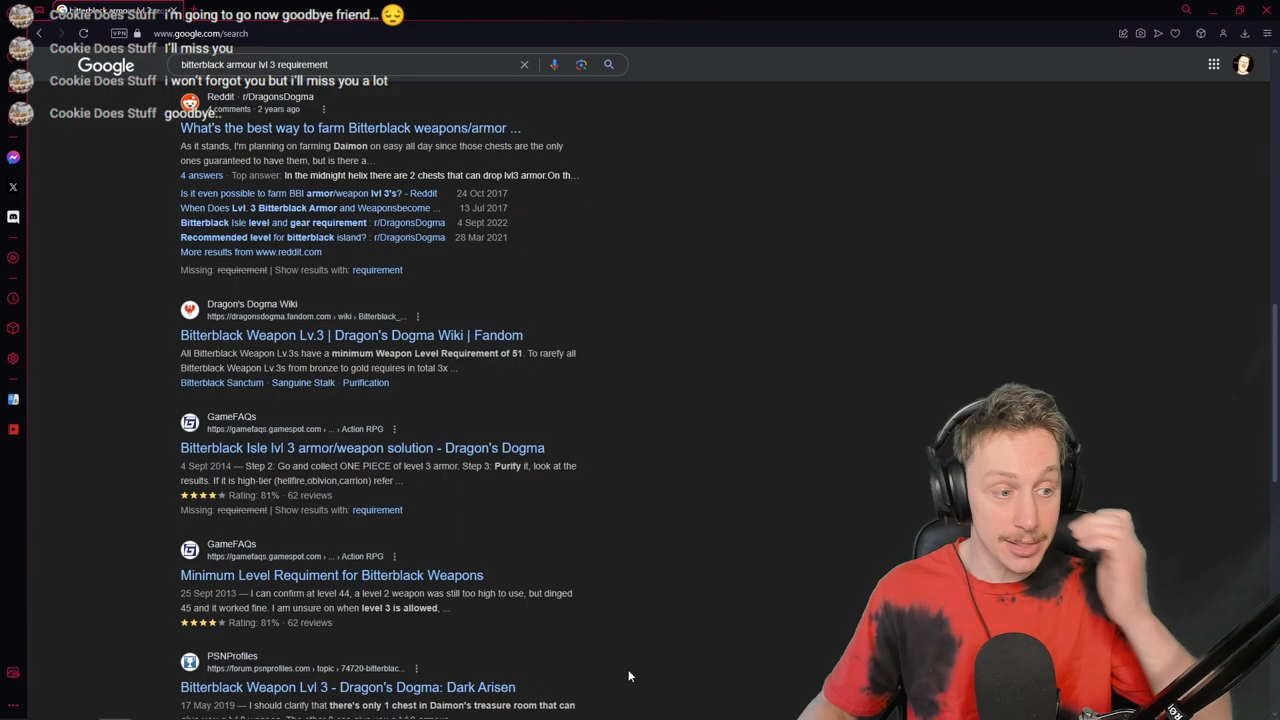 Cookie Does Stuff i'm going to go now goodbye friend...
Cookie Does Stuff I'll miss you
Cookie Does Stuff i won't forgot you but i'll miss you a lot
Cookie Does Stuff goodbye..
VPN www.google.com/search
Google bitterblack armour lvl 3 requirement
Reddit · r/DragonsDogma
4 comments · 2 years ago
What's the best way to farm Bitterblack weapons/armor ...
As it stands, I'm planning on farming Daimon on easy all day since those chests are the only
ones guaranteed to have them, but is there a...
4 answers · Top answer: In the midnight helix there are 2 chests that can drop lvl3 armor.On th...
Is it even possible to farm BBI armor/weapon lvl 3's? - Reddit 24 Oct 2017
When Does Lvl. 3 Bitterblack Armor and Weaponsbecome ... 13 Jul 2017
Bitterblack Isle level and gear requirement : r/DragonsDogma 4 Sept 2022
Recommended level for bitterblack island? : r/DragonsDogma 28 Mar 2021
More results from www.reddit.com
Missing: requirement | Show results with: requirement
Dragon's Dogma Wiki
https://dragonsdogma.fandom.com › wiki › Bitterblack_...
Bitterblack Weapon Lv.3 | Dragon's Dogma Wiki | Fandom
All Bitterblack Weapon Lv.3s have a minimum Weapon Level Requirement of 51. To rarefy all
Bitterblack Weapon Lv.3s from bronze to gold requires in total 3x ...
Bitterblack Sanctum · Sanguine Stalk · Purification
GameFAQs
https://gamefaqs.gamespot.com › ... › Action RPG
Bitterblack Isle lvl 3 armor/weapon solution - Dragon's Dogma
4 Sept 2014 — Step 2: Go and collect ONE PIECE of level 3 armor. Step 3: Purify it, look at the
results. If it is high-tier (hellfire,oblvion,carrion) refer ...
Rating: 81% · 62 reviews
Missing: requirement | Show results with: requirement
GameFAQs
https://gamefaqs.gamespot.com › ... › Action RPG
Minimum Level Requiment for Bitterblack Weapons
25 Sept 2013 — I can confirm at level 44, a level 2 weapon was still too high to use, but dinged
45 and it worked fine. I am unsure on when level 3 is allowed, ...
Rating: 81% · 62 reviews
PSNProfiles
https://forum.psnprofiles.com › topic › 74720-bitterblac...
Bitterblack Weapon Lvl 3 - Dragon's Dogma: Dark Arisen
17 May 2019 — I should clarify that there's only 1 chest in Daimon's treasure room that can